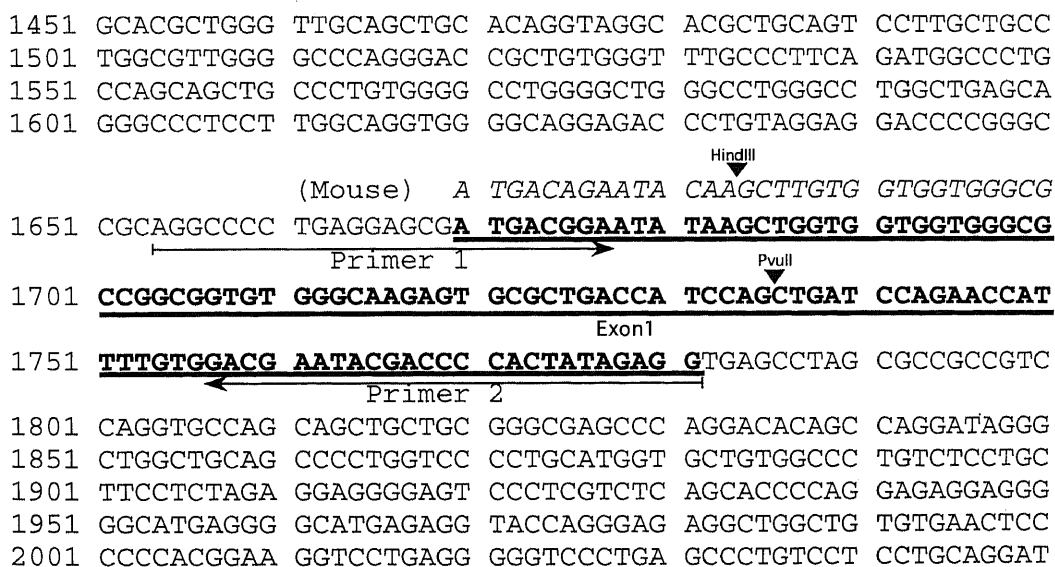 1451 GCACGCTGGG TTGCAGCTGC ACAGGTAGGC ACGCTGCAGT CCTTGCTGCC
1501 TGGCGTTGGG GCCCAGGGAC CGCTGTGGGT TTGCCCTTCA GATGGCCCTG
1551 CCAGCAGCTG CCCTGTGGGG CCTGGGGCTG GGCCTGGGCC TGGCTGAGCA
1601 GGGCCCTCCT TGGCAGGTGG GGCAGGAGAC CCTGTAGGAG GACCCCGGGC
HindIII
(Mouse) A TGACAGAATA CAAGCTTGTG GTGGTGGGCG
1651 CGCAGGCCCC TGAGGAGCGA TGACGGAATA TAAGCTGGTG GTGGTGGGCG
Primer 1
PvuII
1701 CCGGCGGTGT GGGCAAGAGT GCGCTGACCA TCCAGCTGAT CCAGAACCAT
Exon1
1751 TTTGTGGACG AATACGACCC CACTATAGAG GTGAGCCTAG CGCCGCCGTC
Primer 2
1801 CAGGTGCCAG CAGCTGCTGC GGGCGAGCCC AGGACACAGC CAGGATAGGG
1851 CTGGCTGCAG CCCCTGGTCC CCTGCATGGT GCTGTGGCCC TGTCTCCTGC
1901 TTCCTCTAGA GGAGGGGAGT CCCTCGTCTC AGCACCCCAG GAGAGGAGGG
1951 GGCATGAGGG GCATGAGAGG TACCAGGGAG AGGCTGGCTG TGTGAACTCC
2001 CCCCACGGAA GGTCCTGAGG GGGTCCCTGA GCCCTGTCCT CCTGCAGGAT